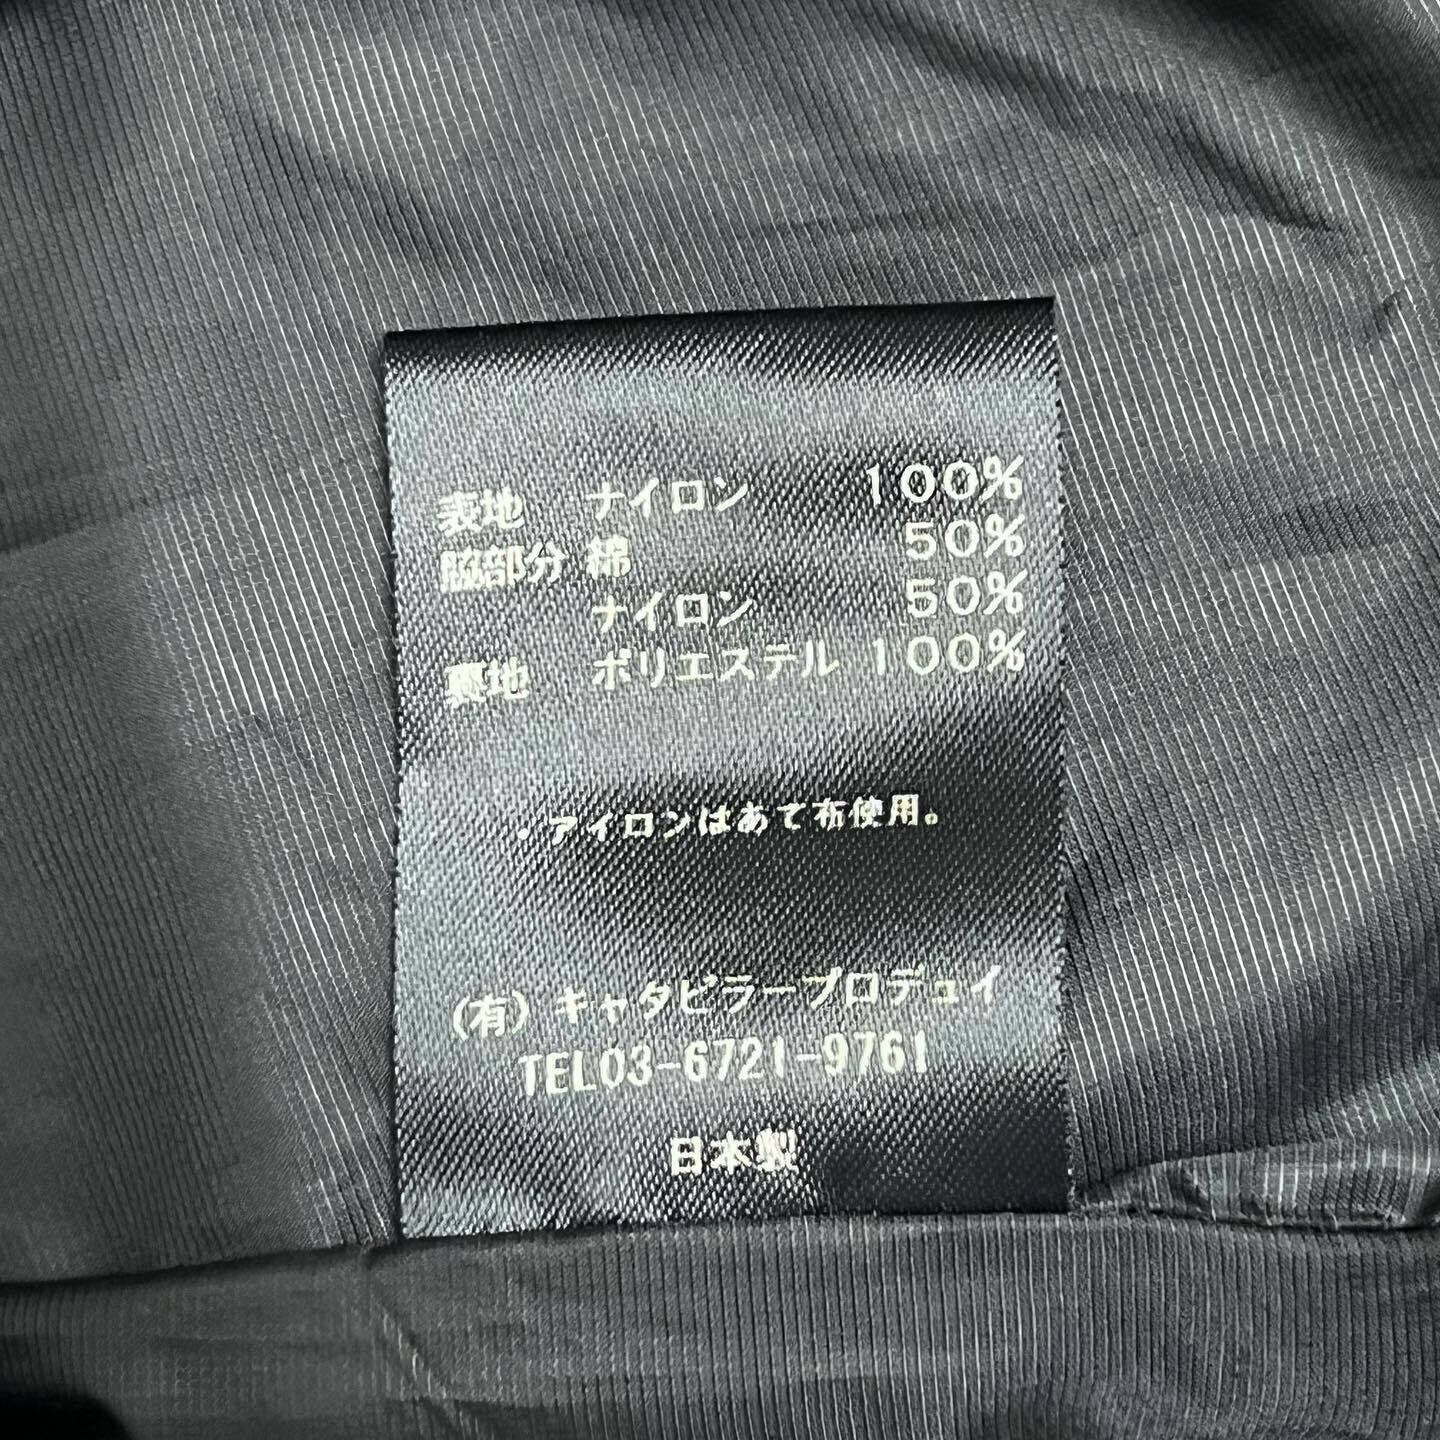 表地 ナイロン 100%
脇部分 綿 50%
ナイロン 50%
裏地 ポリエステル 100%
・アイロンはあて布使用。
(有) キャタピラープロデュイ
TEL03-6721-9761
日本製